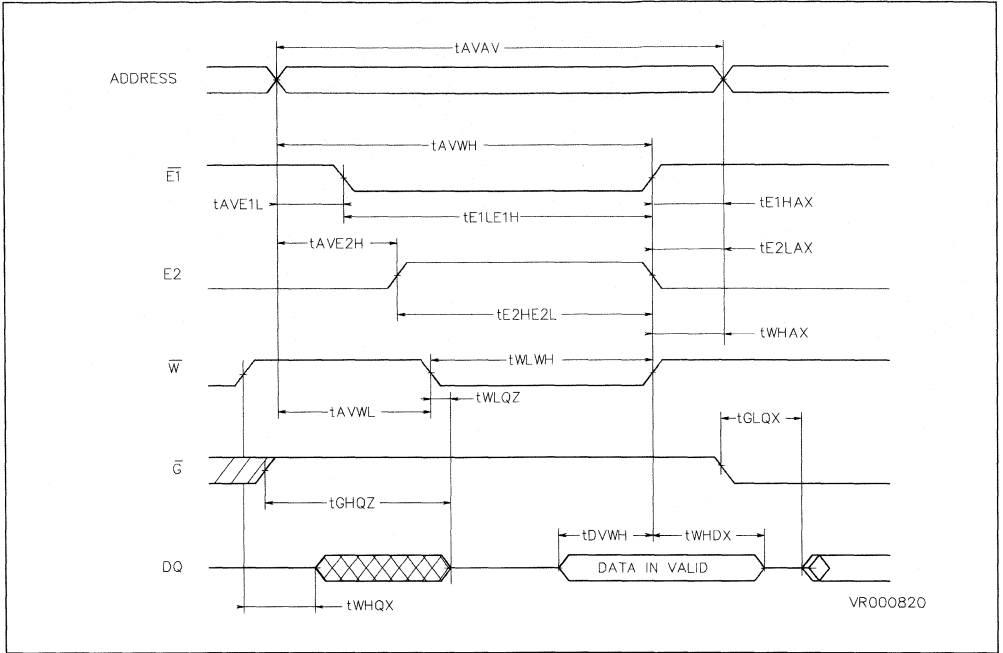 tAVAV
ADDRESS
tAVWH
E1
tAVE1L
tE1LE1H
tE1HAX
tAVE2H
tE2LAX
E2
tE2HE2L
tWHAX
W
tWLWH
tWLQZ
tAVWL
tGLQX
G
tGHQZ
tDVWH
tWHDX
DQ
DATA IN VALID
tWHQX
VR000820